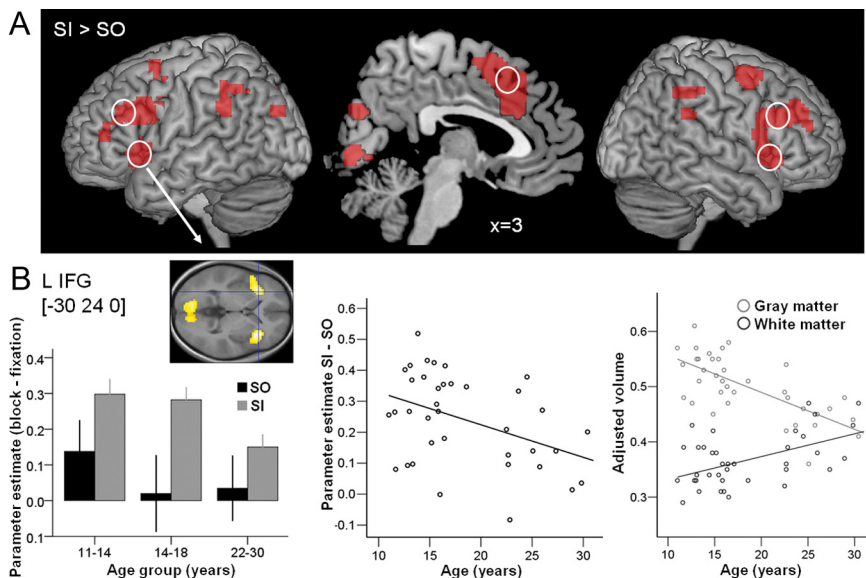 A
SI > SO
x=3
B
L IFG
[-30 24 0]
Parameter estimate (block - fixation)
0.4
0.3
0.2
0.1
0.0
0.1
SO
SI
11-14
14-18
22-30
Age group (years)
Parameter estimate SI - SO
0.6
0.5
0.4
0.3
0.2
0.1
0.0
-0.1
10
15
20
25
30
Age (years)
Adjusted volume
0.6
0.5
0.4
0.3
Gray matter
White matter
10
15
20
25
30
Age (years)